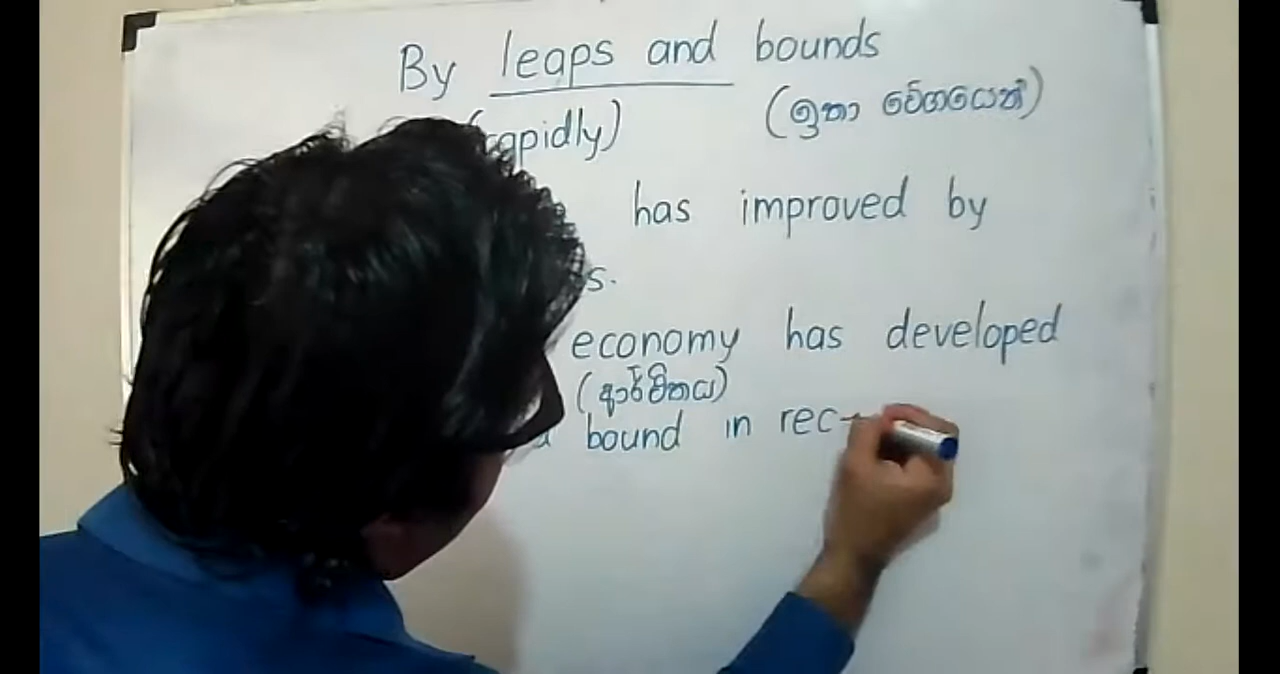 By leaps and bounds
(rapidly) (ඉතා වේගයෙන්)
has improved by
s.
economy has developed
(ආර්ථිකය)
bound in rec